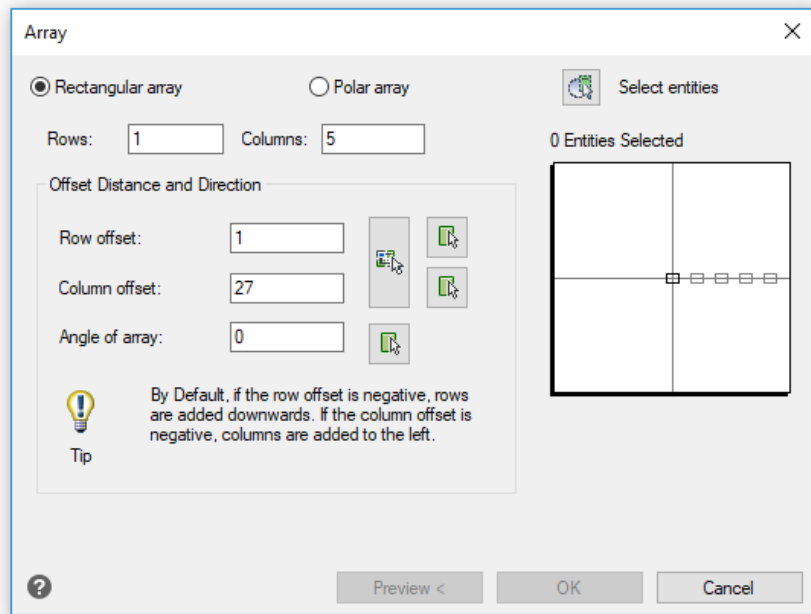 Array
Rectangular array Polar array Select entities
Rows: 1 Columns: 5 0 Entities Selected
Offset Distance and Direction
Row offset: 1
Column offset: 27
Angle of array: 0
By Default, if the row offset is negative, rows
are added downwards. If the column offset is
negative, columns are added to the left.
Tip
? Preview < OK Cancel